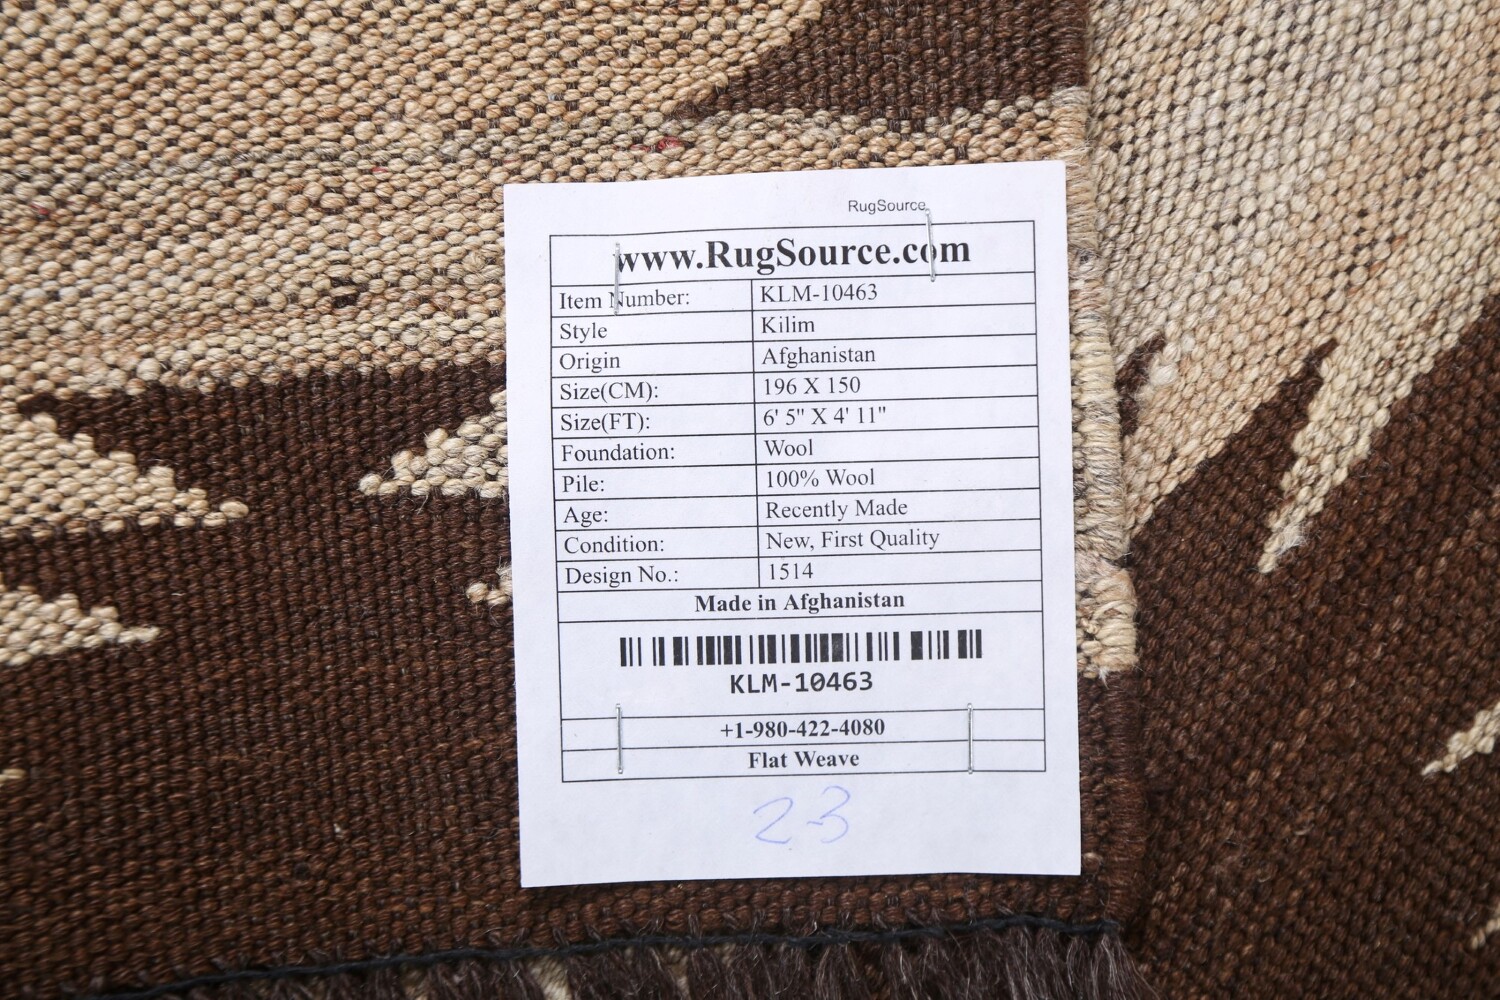 RugSource
www.RugSource.com
Item Number: KLM-10463
Style Kilim
Origin Afghanistan
Size(CM): 196 X 150
Size(FT): 6' 5" X 4' 11"
Foundation: Wool
Pile: 100% Wool
Age: Recently Made
Condition: New, First Quality
Design No.: 1514
Made in Afghanistan
KLM-10463
+1-980-422-4080
Flat Weave
23